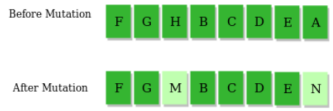 Before Mutation F G H B C D E A
After Mutation F G M B C D E N